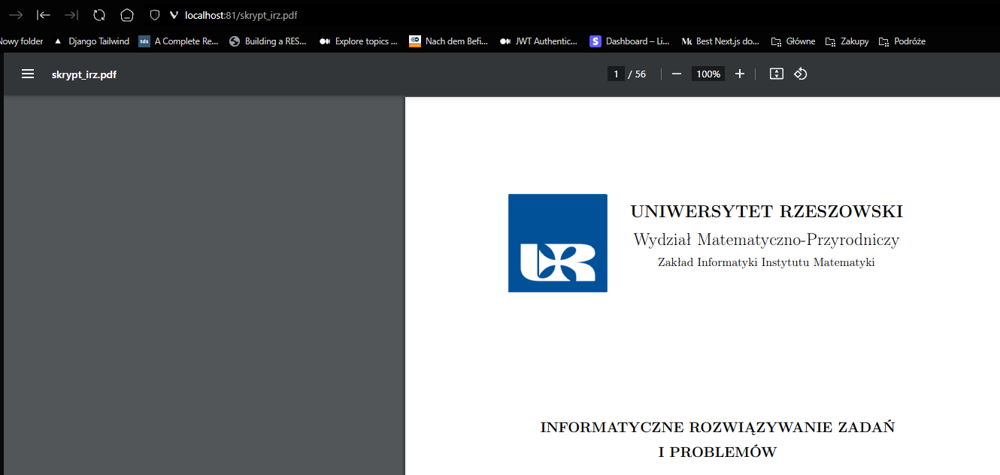 localhost:81/skrypt_irz.pdf
Nowy folder Django Tailwind tds A Complete Re... Building a RES... Explore topics ... Nach dem Befi... JWT Authentic... S Dashboard – Li... Best Next.js do... Główne Zakupy Podróże
skrypt_irz.pdf 1 / 56 100%
UR
UNIWERSYTET RZESZOWSKI
Wydział Matematyczno-Przyrodniczy
Zakład Informatyki Instytutu Matematyki
INFORMATYCZNE ROZWIĄZYWANIE ZADAŃ
I PROBLEMÓW